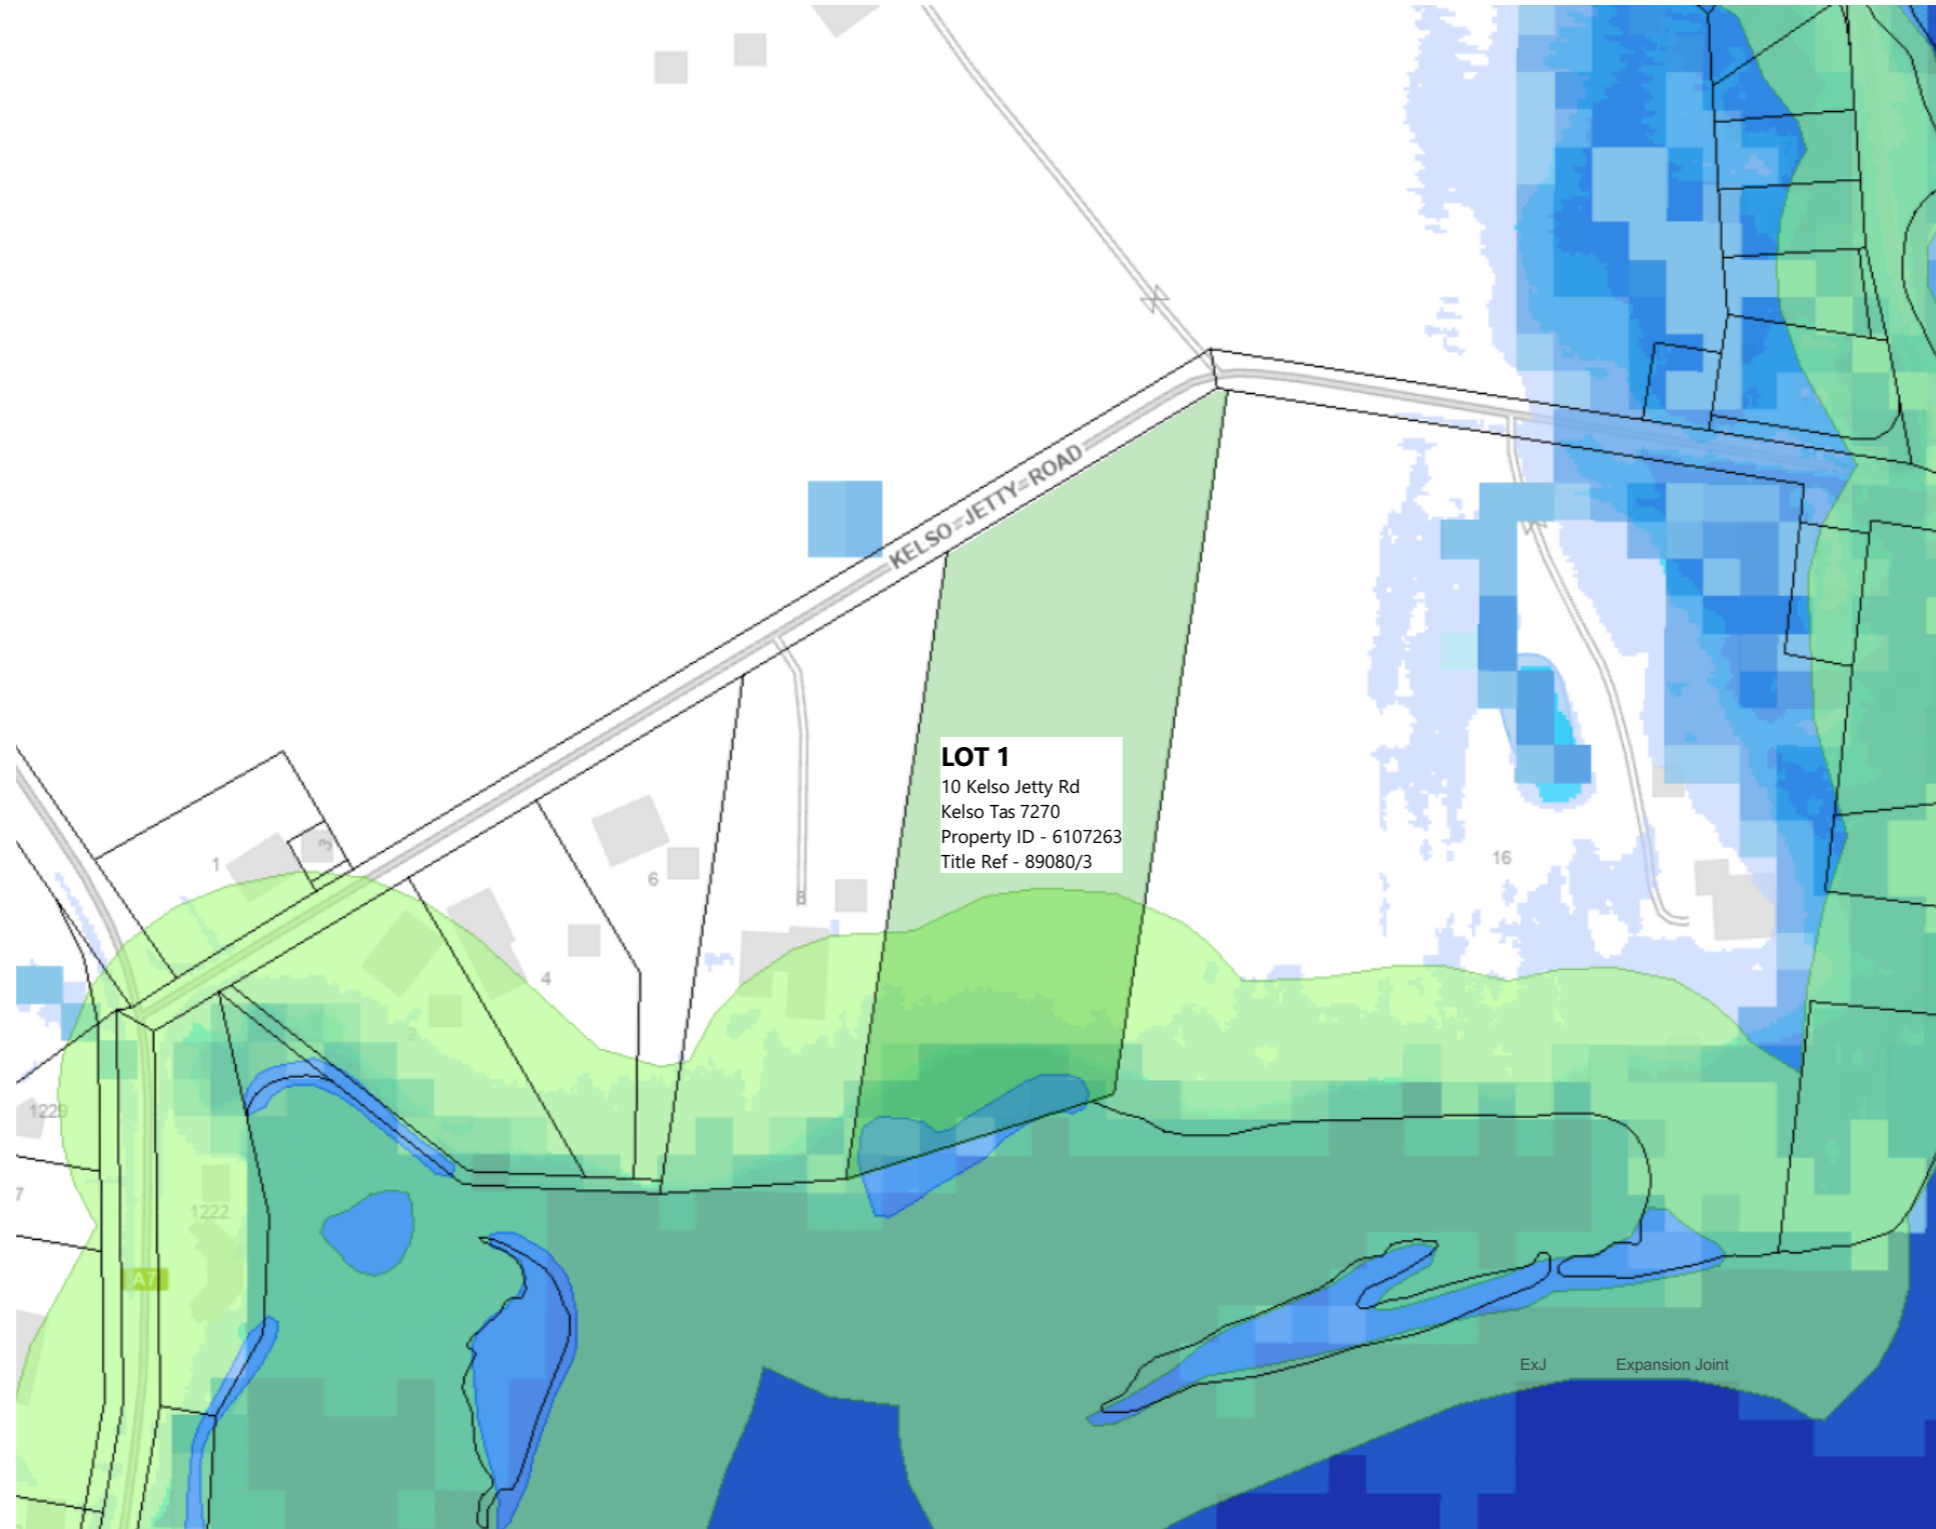 KELSO=JETTY=ROAD
LOT 1
10 Kelso Jetty Rd
Kelso Tas 7270
Property ID - 6107263
Title Ref - 89080/3
1
3
6
8
16
4
2
1229
7
1222
A7
ExJ Expansion Joint